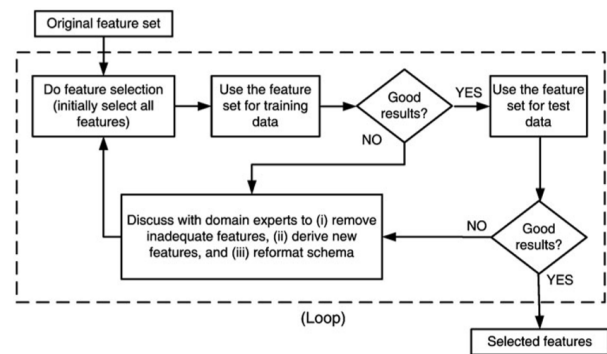 Original feature set
Do feature selection
(initially select all
features)
Use the feature
set for training
data
Good
results?
YES
Use the feature
set for test
data
NO
Discuss with domain experts to (i) remove
inadequate features, (ii) derive new
features, and (iii) reformat schema
NO
Good
results?
YES
(Loop)
Selected features